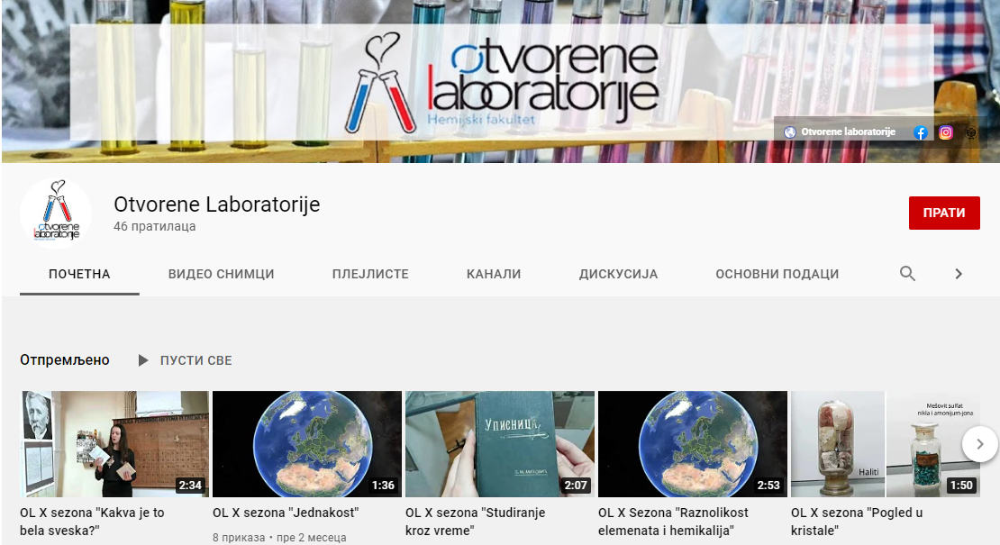 otvorene
laboratorije
Hemijski fakultet
Otvorene laboratorije
otvorene
laboratorije
Otvorene Laboratorije
46 пратилаца
ПРАТИ
ПОЧЕТНА ВИДЕО СНИМЦИ ПЛЕЈЛИСТЕ КАНАЛИ ДИСКУСИЈА ОСНОВНИ ПОДАЦИ
Отпремљено ПУСТИ СВЕ
Уписница
Mešovit sulfat
nikla i amonijum-jona
Haliti
2:34 1:36 2:07 2:53 1:50
OL X sezona "Kakva je to
bela sveska?"
OL X sezona "Jednakost"
8 приказа • пре 2 месеца
OL X sezona "Studiranje
kroz vreme"
OL X Sezona "Raznolikost
elemenata i hemikalija"
OL X sezona "Pogled u
kristale"